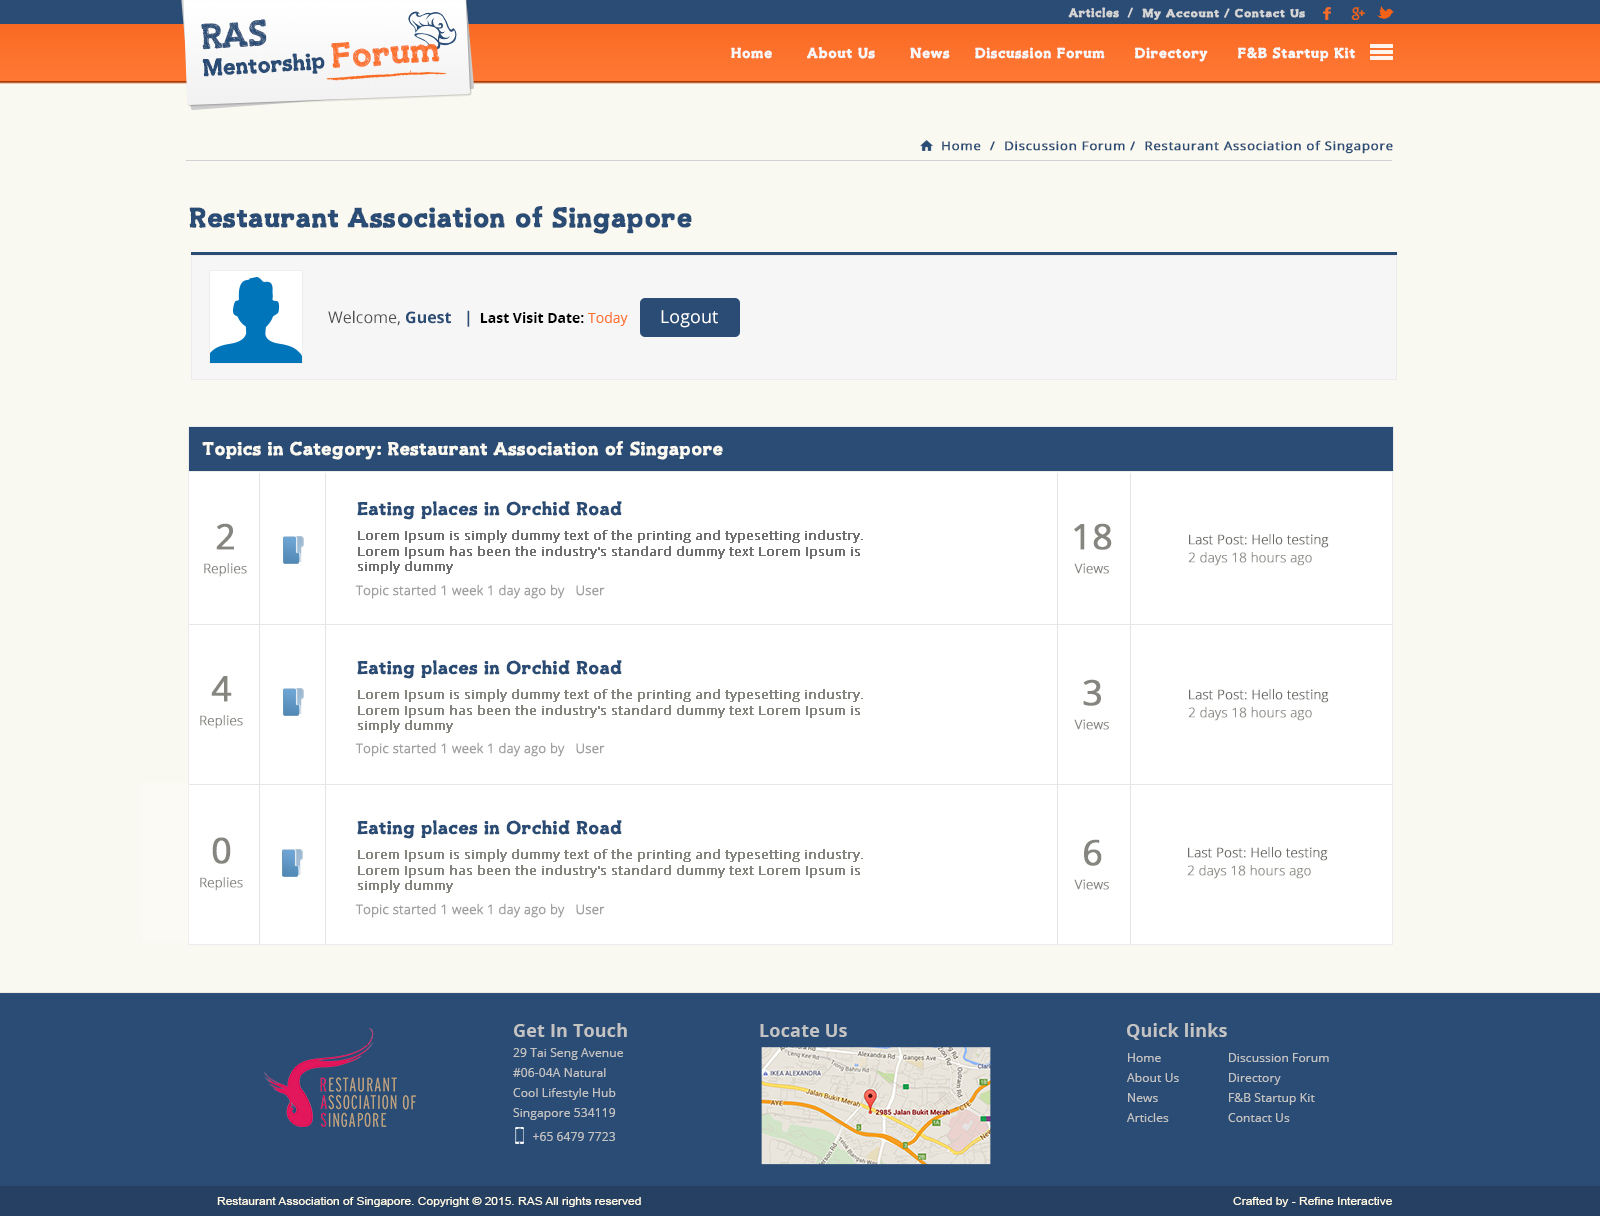 Articles / My Account / Contact Us
RAS
Mentorship Forum
Home About Us News Discussion Forum Directory F&B Startup Kit
Home / Discussion Forum / Restaurant Association of Singapore
Restaurant Association of Singapore
Welcome, Guest | Last Visit Date: Today Logout
Topics in Category: Restaurant Association of Singapore
2
Replies
Eating places in Orchid Road
Lorem Ipsum is simply dummy text of the printing and typesetting industry.
Lorem Ipsum has been the industry's standard dummy text Lorem Ipsum is
simply dummy
Topic started 1 week 1 day ago by User
18
Views
Last Post: Hello testing
2 days 18 hours ago
4
Replies
Eating places in Orchid Road
Lorem Ipsum is simply dummy text of the printing and typesetting industry.
Lorem Ipsum has been the industry's standard dummy text Lorem Ipsum is
simply dummy
Topic started 1 week 1 day ago by User
3
Views
Last Post: Hello testing
2 days 18 hours ago
0
Replies
Eating places in Orchid Road
Lorem Ipsum is simply dummy text of the printing and typesetting industry.
Lorem Ipsum has been the industry's standard dummy text Lorem Ipsum is
simply dummy
Topic started 1 week 1 day ago by User
6
Views
Last Post: Hello testing
2 days 18 hours ago
RESTAURANT
ASSOCIATION OF
SINGAPORE
Get In Touch
29 Tai Seng Avenue
#06-04A Natural
Cool Lifestyle Hub
Singapore 534119
+65 6479 7723
Locate Us
Alexandra Rd
Ganges Ave
IKEA ALEXANDRA
Tiong Bahru Rd
Outram Rd
Jalan Bukit Merah
AYE
2985 Jalan Bukit Merah
CTE
Quick links
Home Discussion Forum
About Us Directory
News F&B Startup Kit
Articles Contact Us
Restaurant Association of Singapore. Copyright © 2015. RAS All rights reserved
Crafted by - Refine Interactive